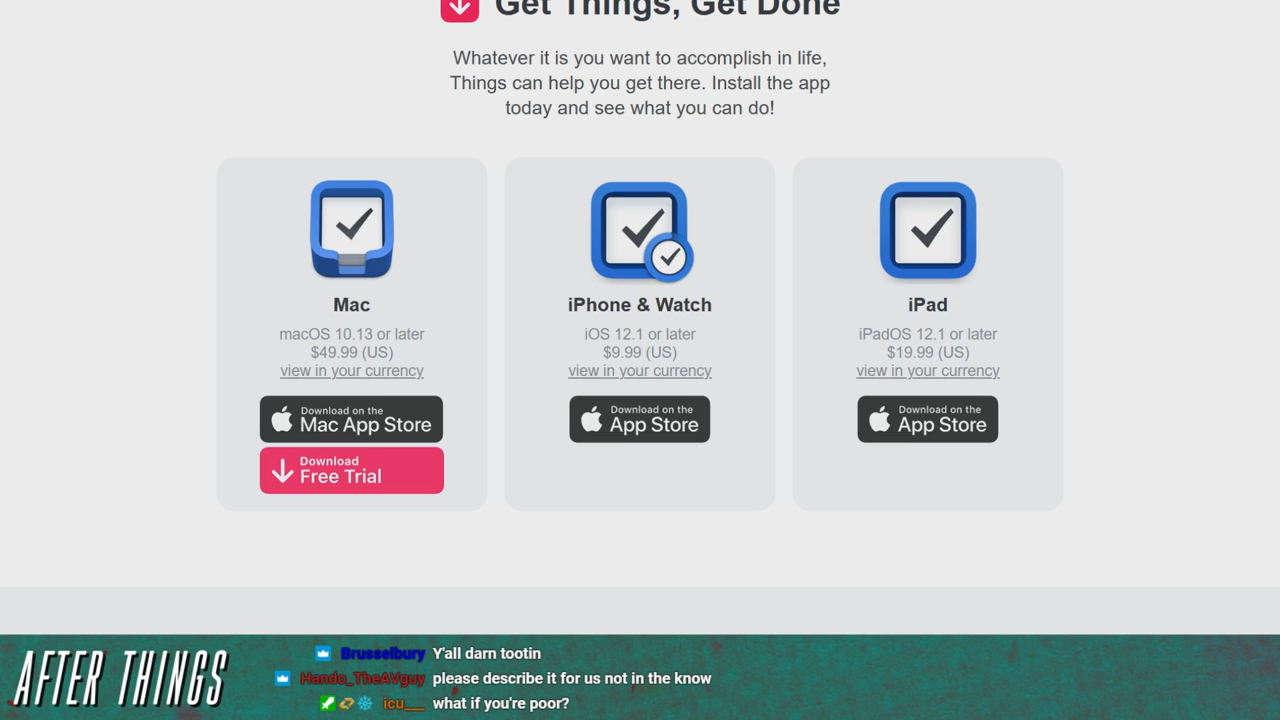 Get Things, Get Done
Whatever it is you want to accomplish in life,
Things can help you get there. Install the app
today and see what you can do!
Mac
macOS 10.13 or later
$49.99 (US)
view in your currency
Download on the
Mac App Store
Download
Free Trial
iPhone & Watch
iOS 12.1 or later
$9.99 (US)
view in your currency
Download on the
App Store
iPad
iPadOS 12.1 or later
$19.99 (US)
view in your currency
Download on the
App Store
AFTER THINGS
Brusselbury Y'all darn tootin
Hando_TheAVguy please describe it for us not in the know
icu___ what if you're poor?